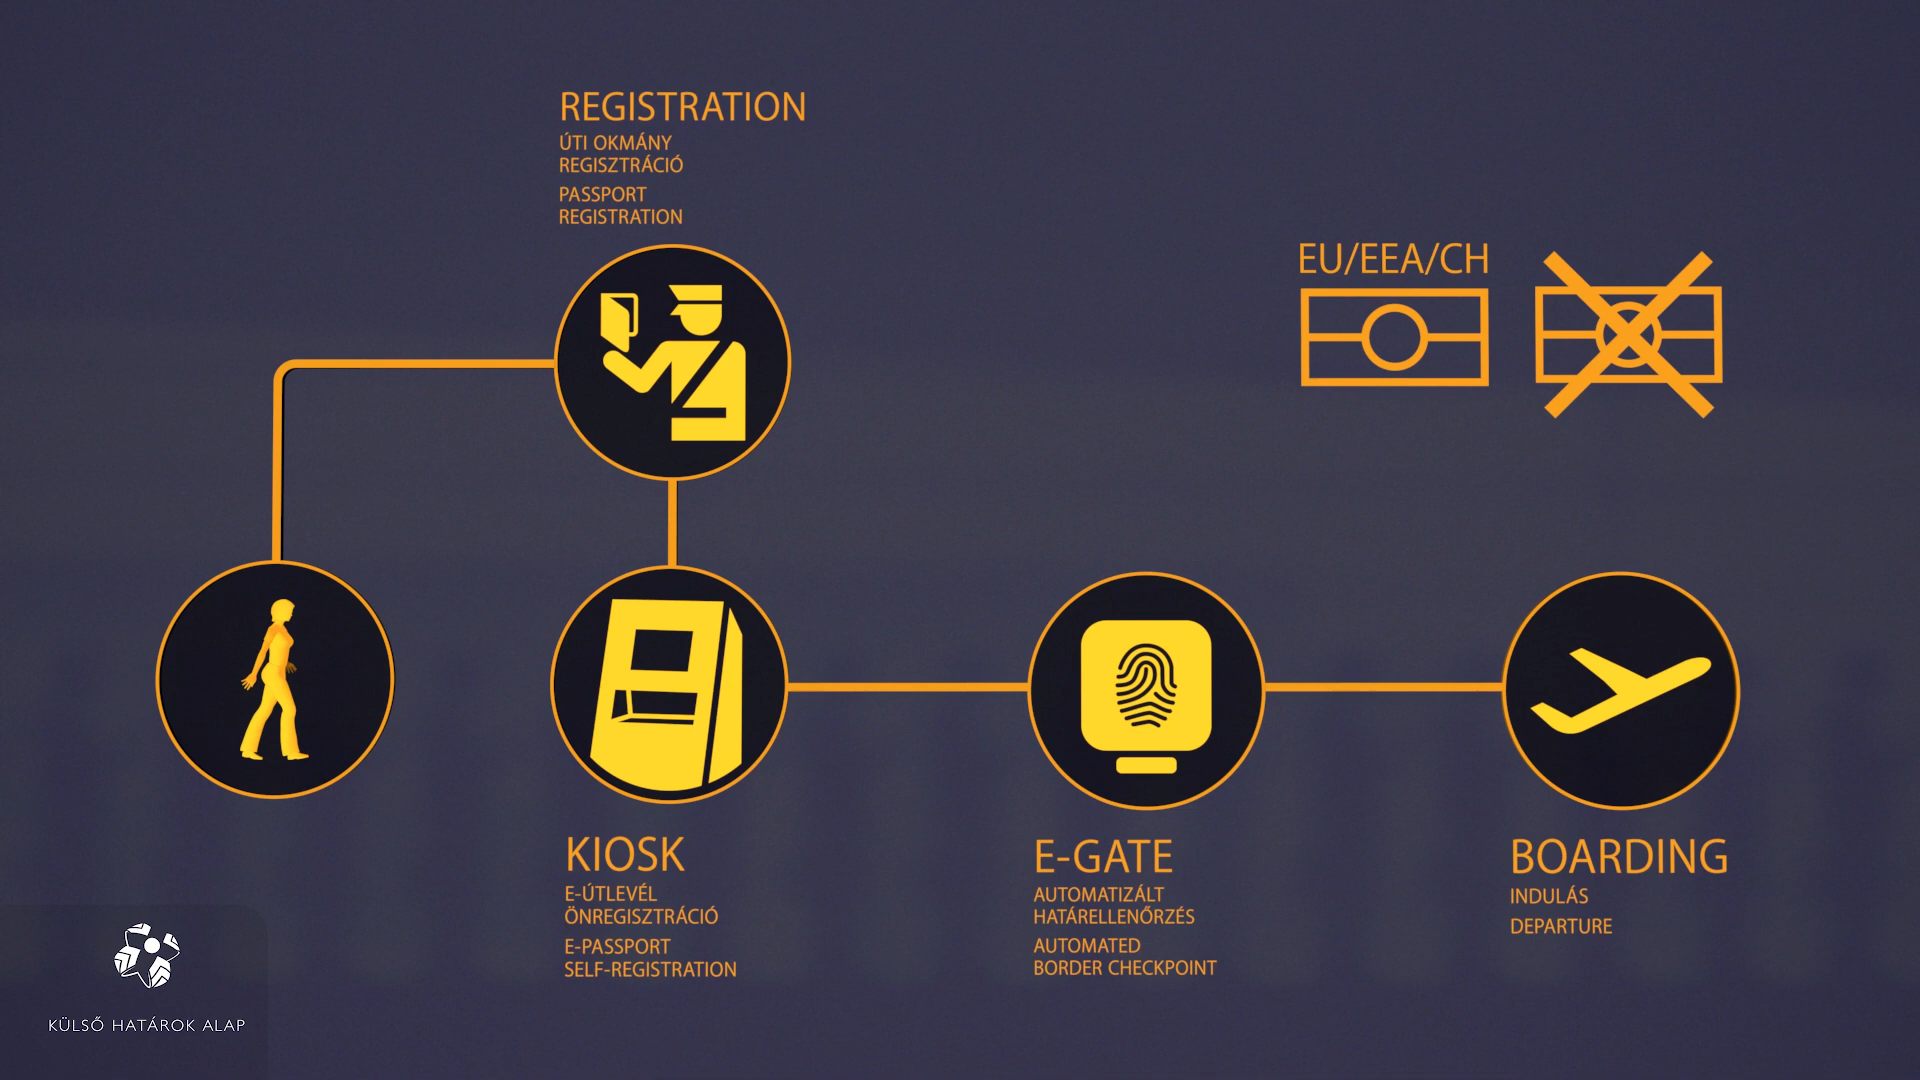 REGISTRATION
ÚTI OKMÁNY
REGISZTRÁCIÓ
PASSPORT
REGISTRATION
EU/EEA/CH
KIOSK
E-ÚTLEVÉL
ÖNREGISZTRÁCIÓ
E-PASSPORT
SELF-REGISTRATION
E-GATE
AUTOMATIZÁLT
HATÁRELLENŐRZÉS
AUTOMATED
BORDER CHECKPOINT
BOARDING
INDULÁS
DEPARTURE
KÜLSŐ HATÁROK ALAP